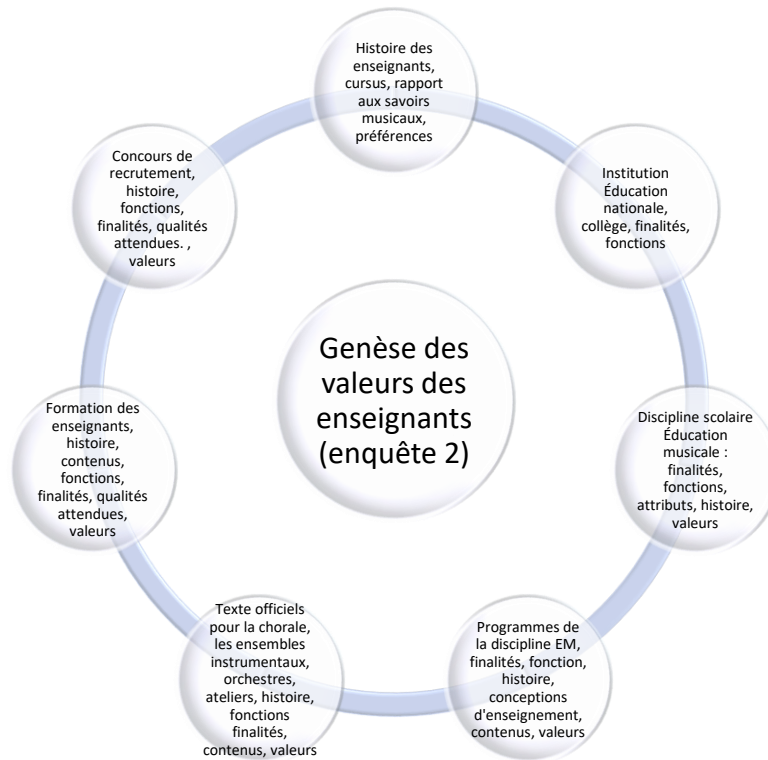 Histoire des
enseignants,
cursus, rapport
aux savoirs
musicaux,
préférences
Institution
Éducation
nationale,
collège, finalités,
fonctions
Discipline scolaire
Éducation
musicale :
finalités,
fonctions,
attributs, histoire,
valeurs
Programmes de
la discipline EM,
finalités, fonction,
histoire,
conceptions
d'enseignement,
contenus, valeurs
Texte officiels
pour la chorale,
les ensembles
instrumentaux,
orchestres,
ateliers, histoire,
fonctions
finalités,
contenus, valeurs
Formation des
enseignants,
histoire,
contenus,
fonctions,
finalités, qualités
attendues,
valeurs
Concours de
recrutement,
histoire,
fonctions,
finalités, qualités
attendues. ,
valeurs
Genèse des
valeurs des
enseignants
(enquête 2)